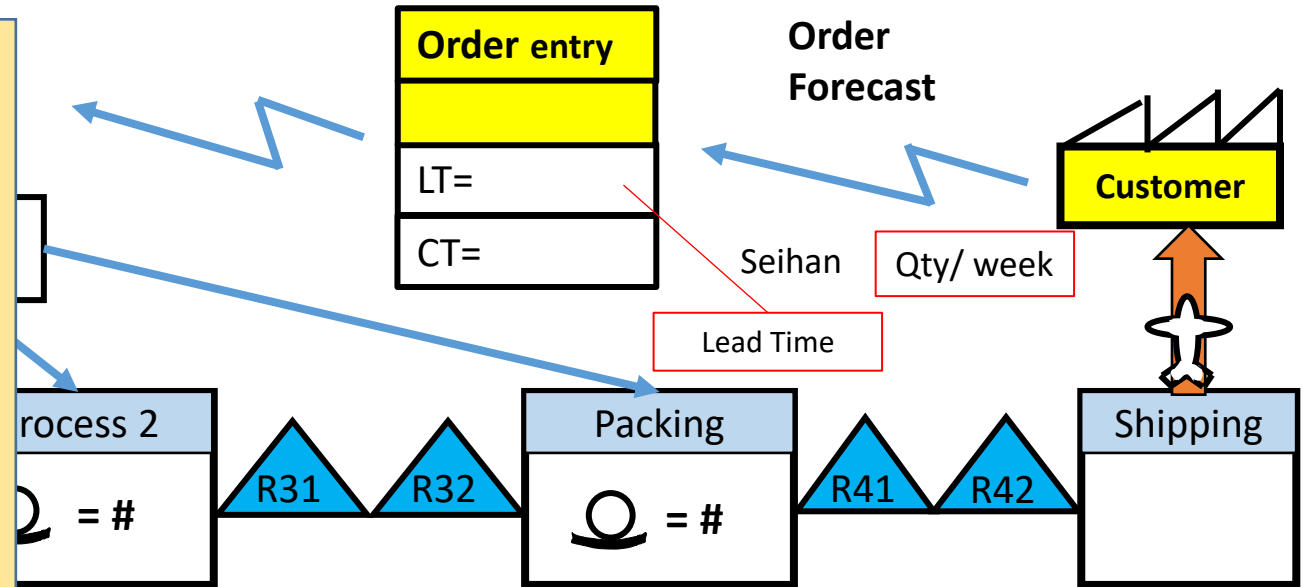 Order entry
Order
Forecast
LT=
Customer
CT=
Seihan
Qty/ week
Lead Time
rocess 2
Packing
Shipping
R31
R32
R41
R42
= #
= #